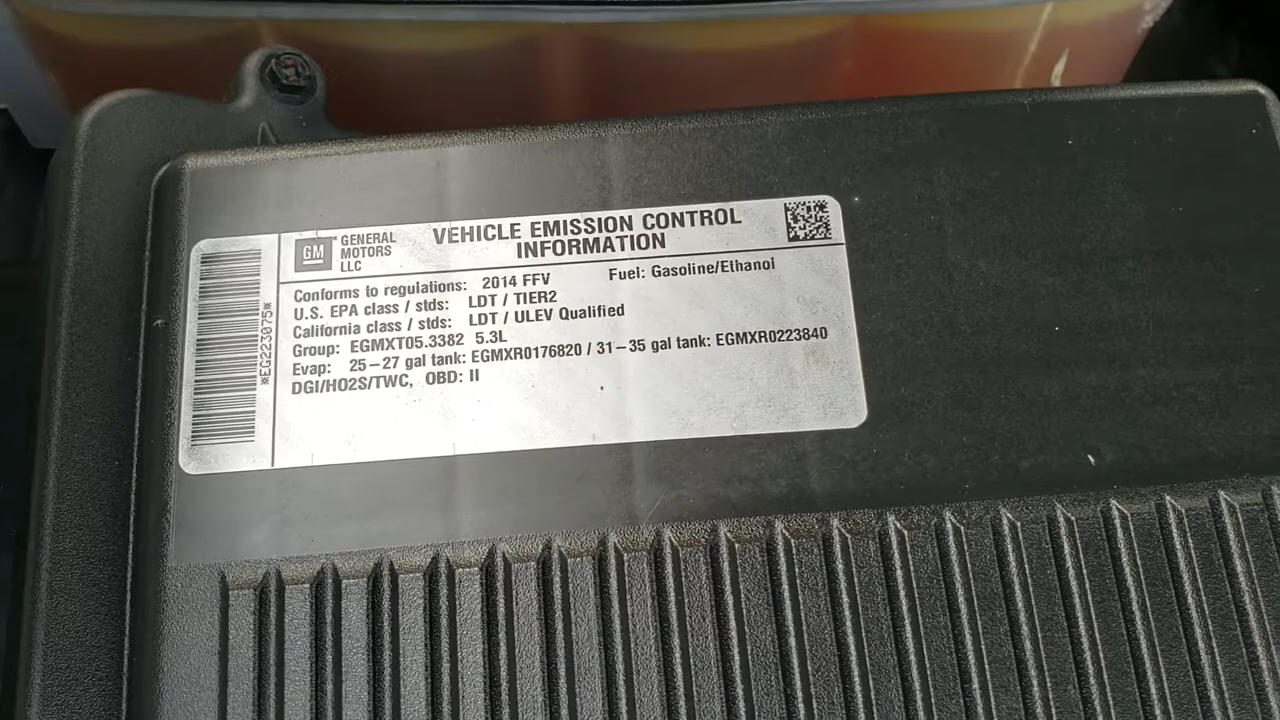 *EG223075*
GM
GENERAL
MOTORS
LLC
VEHICLE EMISSION CONTROL
INFORMATION
Conforms to regulations: 2014 FFV Fuel: Gasoline/Ethanol
U.S. EPA class / stds: LDT / TIER2
California class / stds: LDT / ULEV Qualified
Group: EGMXT05.3382 5.3L
Evap: 25-27 gal tank: EGMXR0176820 / 31-35 gal tank: EGMXR0223840
DGI/HO2S/TWC, OBD: II